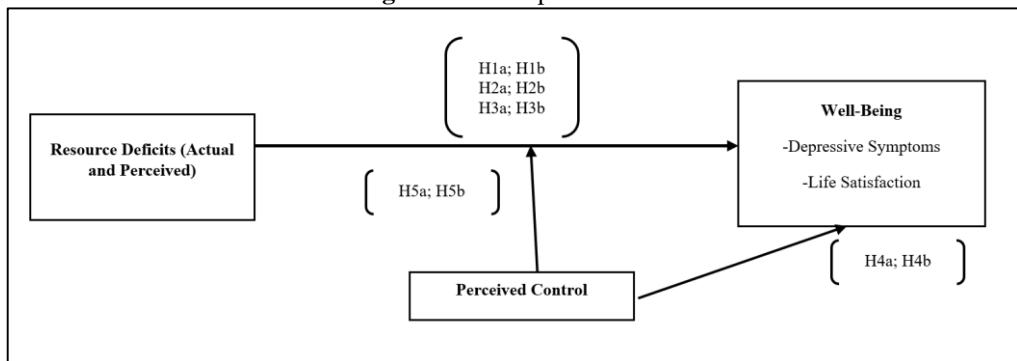 H1a; H1b
H2a; H2b
H3a; H3b
Resource Deficits (Actual
and Perceived)
Well-Being
-Depressive Symptoms
-Life Satisfaction
H5a; H5b
H4a; H4b
Perceived Control